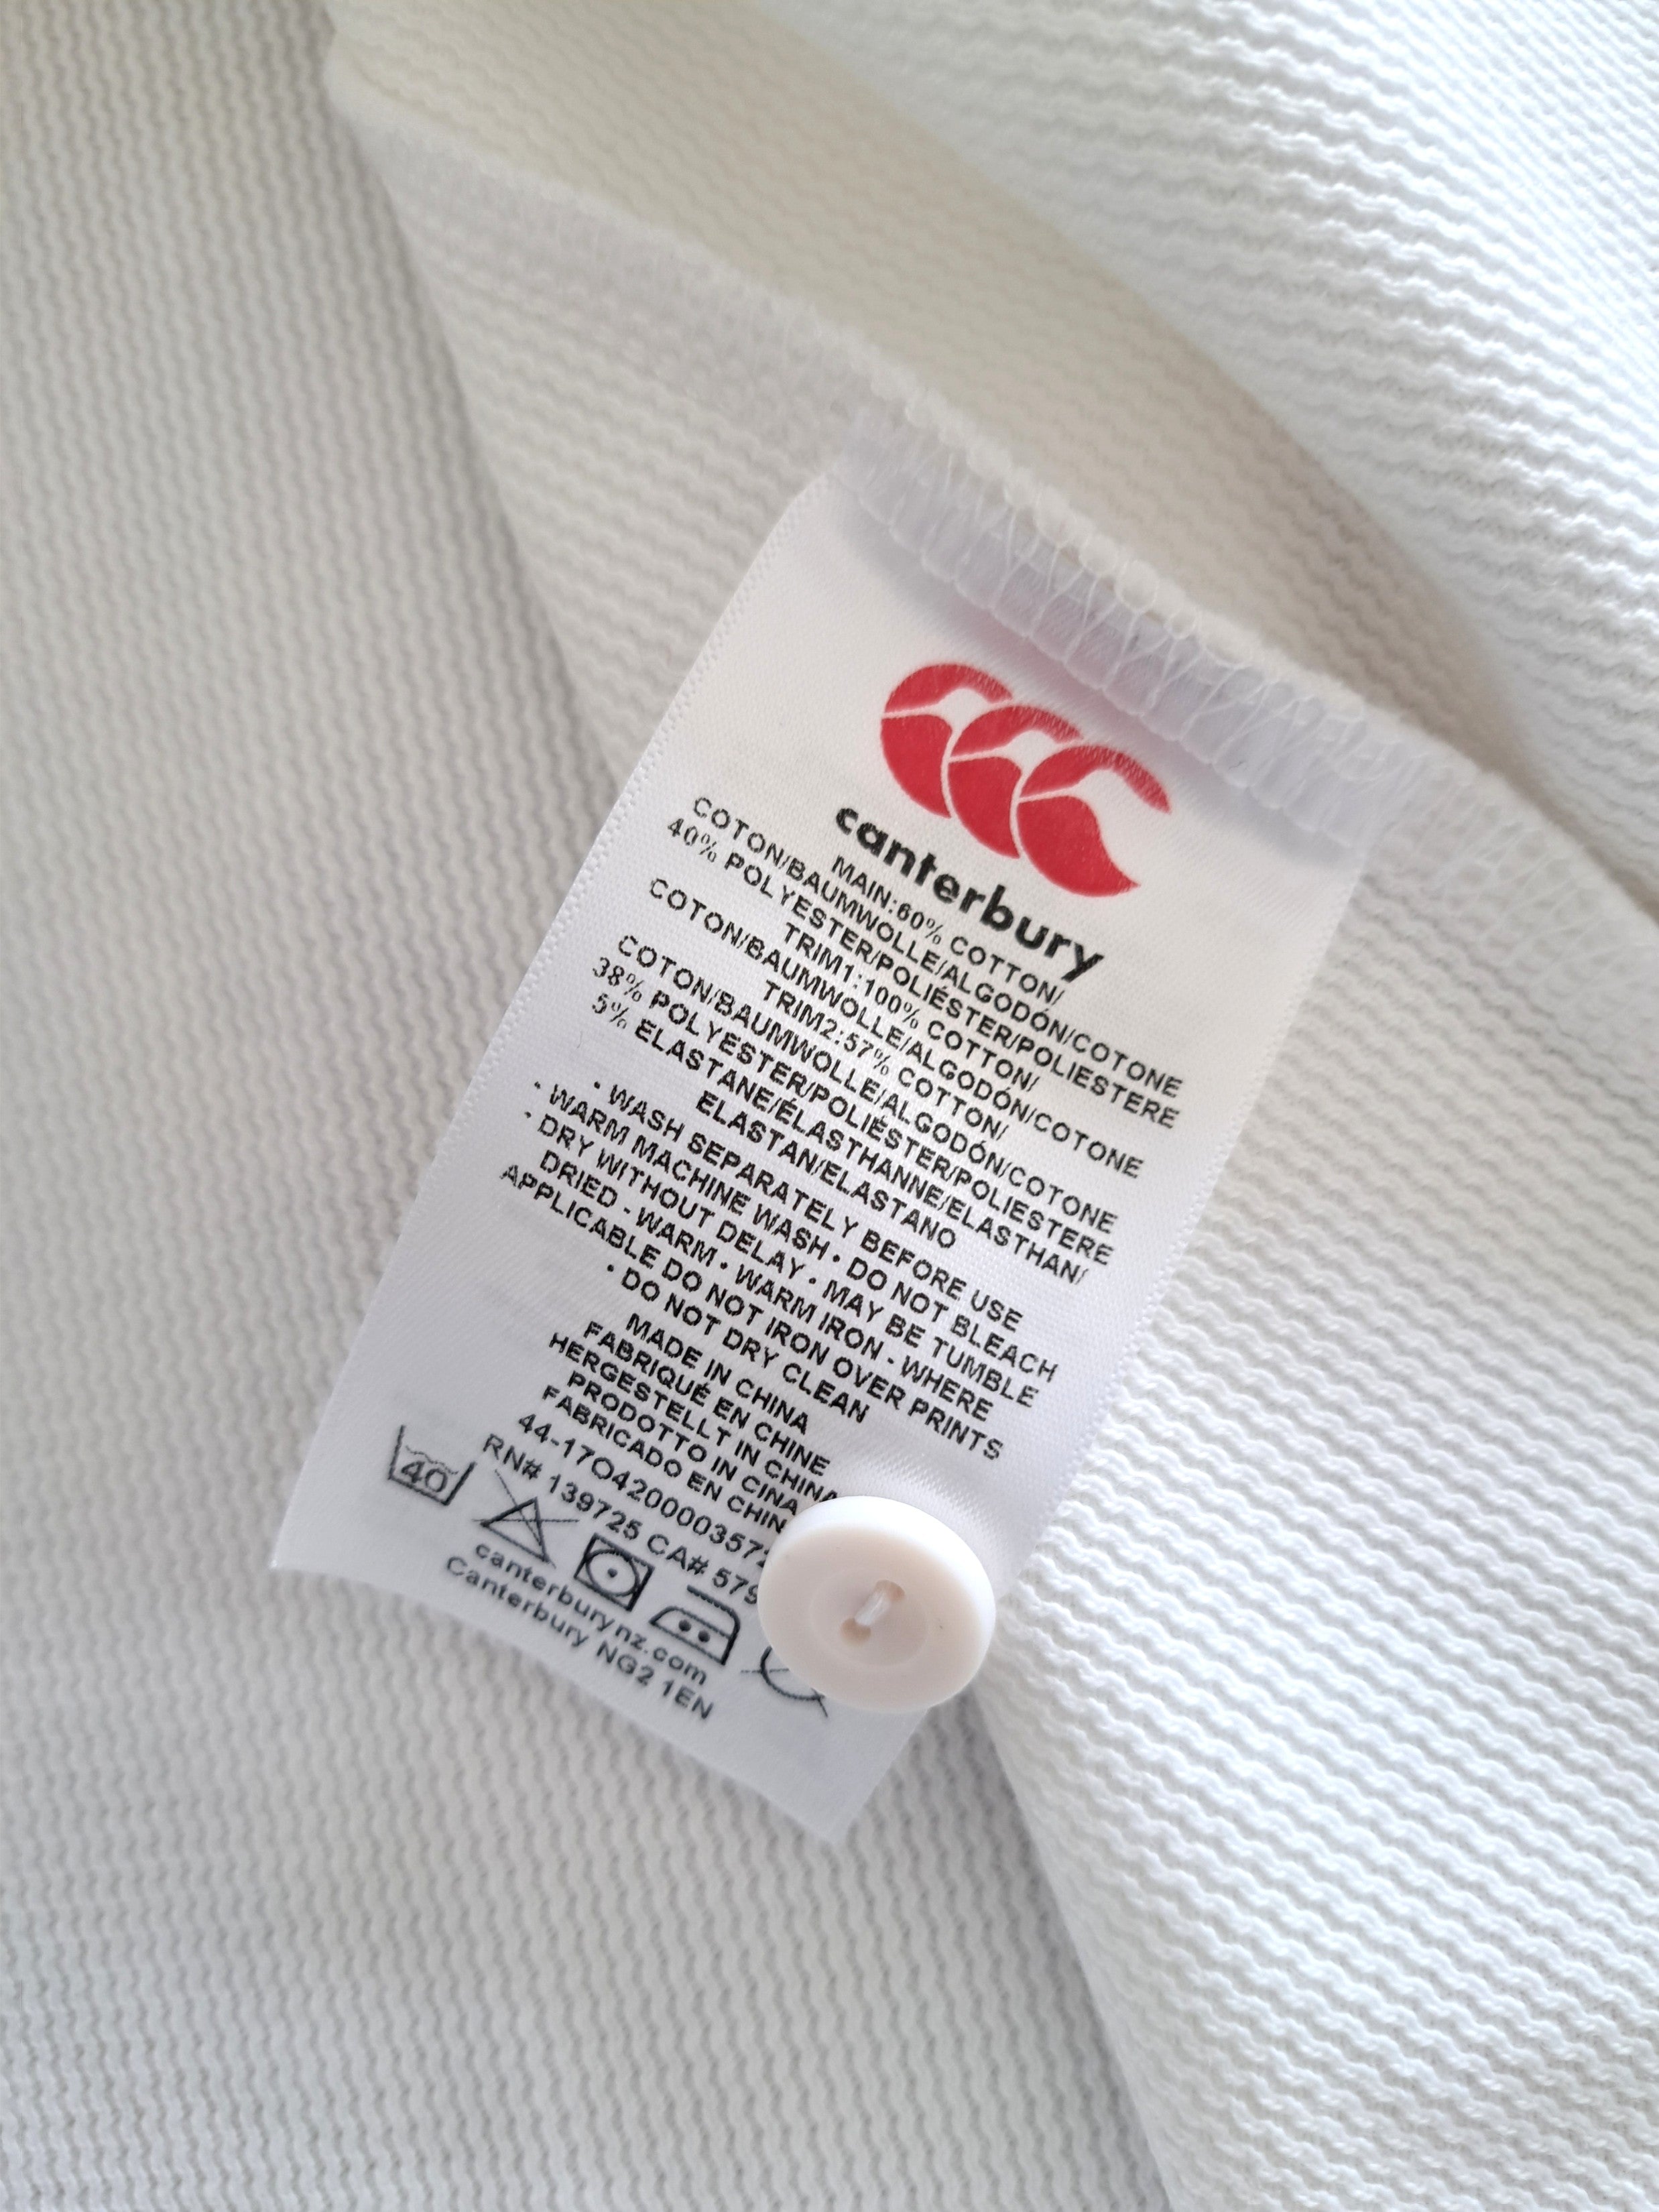 canterbury
MAIN:60% COTTON/
COTON/BAUMWOLLE/ALGODÓN/COTONE
40% POLYESTER/POLIÉSTER/POLIESTERE
TRIM1:100% COTTON/
COTON/BAUMWOLLE/ALGODÓN/COTONE
TRIM2:57% COTTON/
COTON/BAUMWOLLE/ALGODÓN/COTONE
38% POLYESTER/POLIÉSTER/POLIESTERE
5% ELASTANE/ÉLASTHANNE/ELASTHAN/
ELASTAN/ELASTANO
• WASH SEPARATELY BEFORE USE
• WARM MACHINE WASH • DO NOT BLEACH
• DRY WITHOUT DELAY • MAY BE TUMBLE
DRIED - WARM • WARM IRON - WHERE
APPLICABLE DO NOT IRON OVER PRINTS
• DO NOT DRY CLEAN
MADE IN CHINA
FABRIQUÉ EN CHINE
HERGESTELLT IN CHINA
PRODOTTO IN CINA
FABRICADO EN CHIN
44-17O42000357
RN# 139725 CA# 579
40
canterburynz.com
Canterbury NG2 1EN